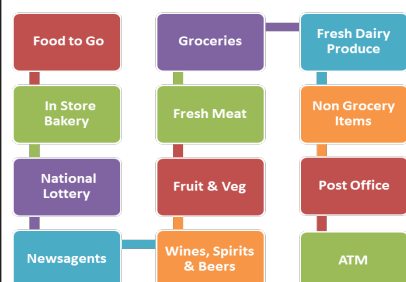 Food to Go
In Store
Bakery
National
Lottery
Newsagents
Groceries
Fresh Meat
Fruit & Veg
Wines, Spirits
& Beers
Fresh Dairy
Produce
Non Grocery
Items
Post Office
ATM